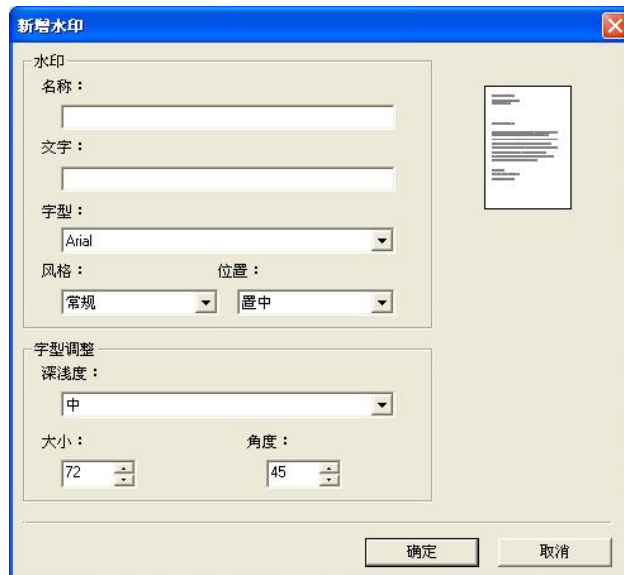 新增水印
水印
名称：
文字：
字型：
Arial
风格： 位置：
常规 置中
字型调整
深浅度：
中
大小： 角度：
72 45
确定 取消